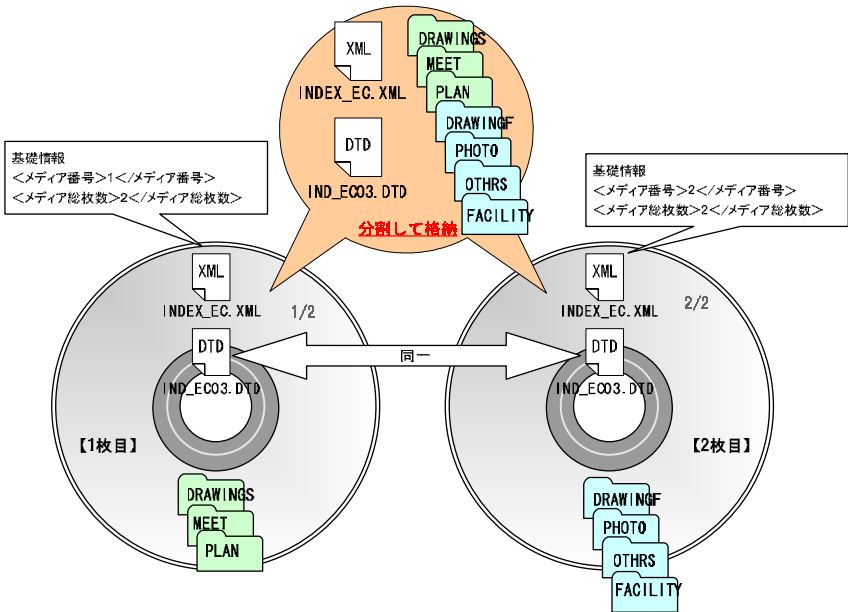 XML
INDEX_EC.XML
DTD
IND_EC03.DTD
DRAWINGS
MEET
PLAN
DRAWINGF
PHOTO
OTHRS
FACILITY
分割して格納
基礎情報
<メディア番号>1</メディア番号>
<メディア総枚数>2</メディア総枚数>
基礎情報
<メディア番号>2</メディア番号>
<メディア総枚数>2</メディア総枚数>
XML
INDEX_EC.XML
1/2
DTD
IND_EC03.DTD
【1枚目】
DRAWINGS
MEET
PLAN
同一
XML
INDEX_EC.XML
2/2
DTD
IND_EC03.DTD
【2枚目】
DRAWINGF
PHOTO
OTHRS
FACILITY